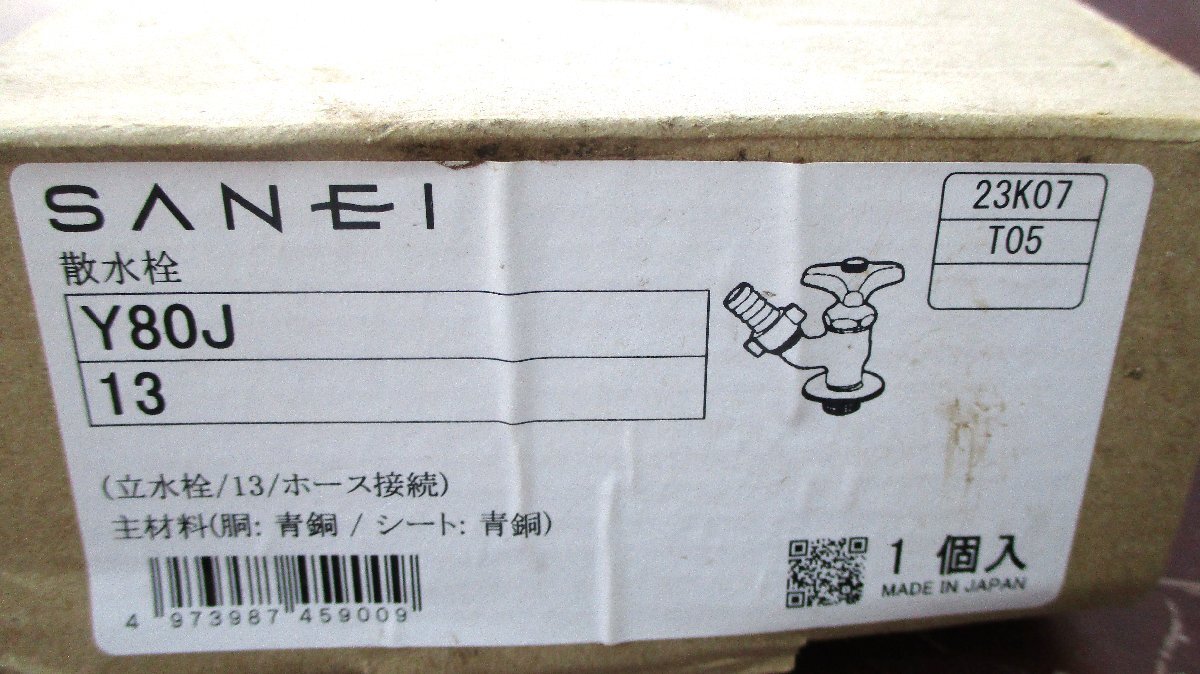 SANEI
散水栓
Y80J
13
23K07
T05
(立水栓/13/ホース接続)
主材料(胴: 青銅 / シート: 青銅)
4 973987 459009
1 個入
MADE IN JAPAN